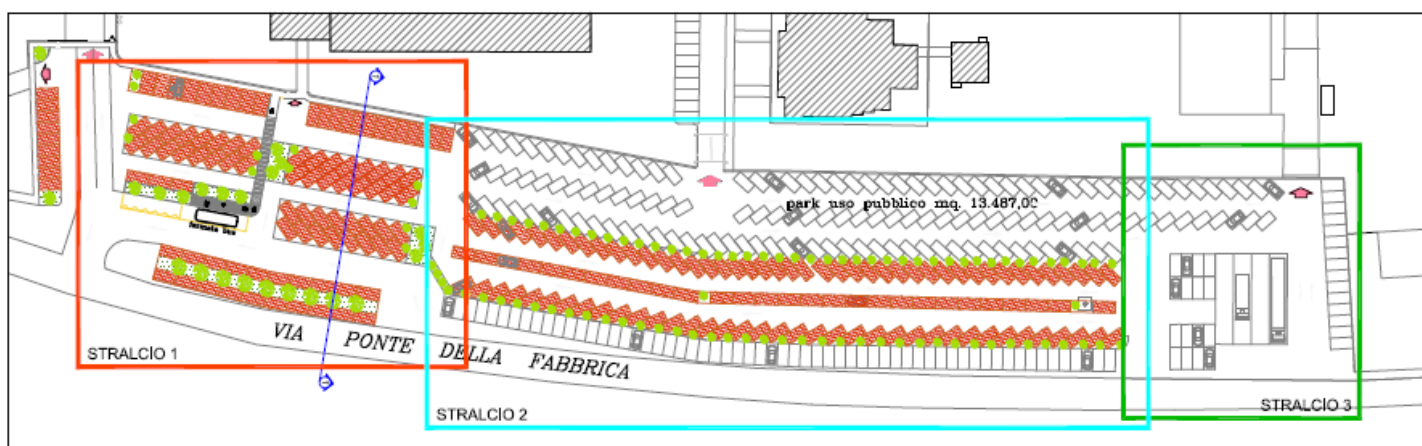 park uso pubblico mq. 13.487,00
Fermata Bus
STRALCIO 1
VIA PONTE DELLA FABBRICA
STRALCIO 2
STRALCIO 3